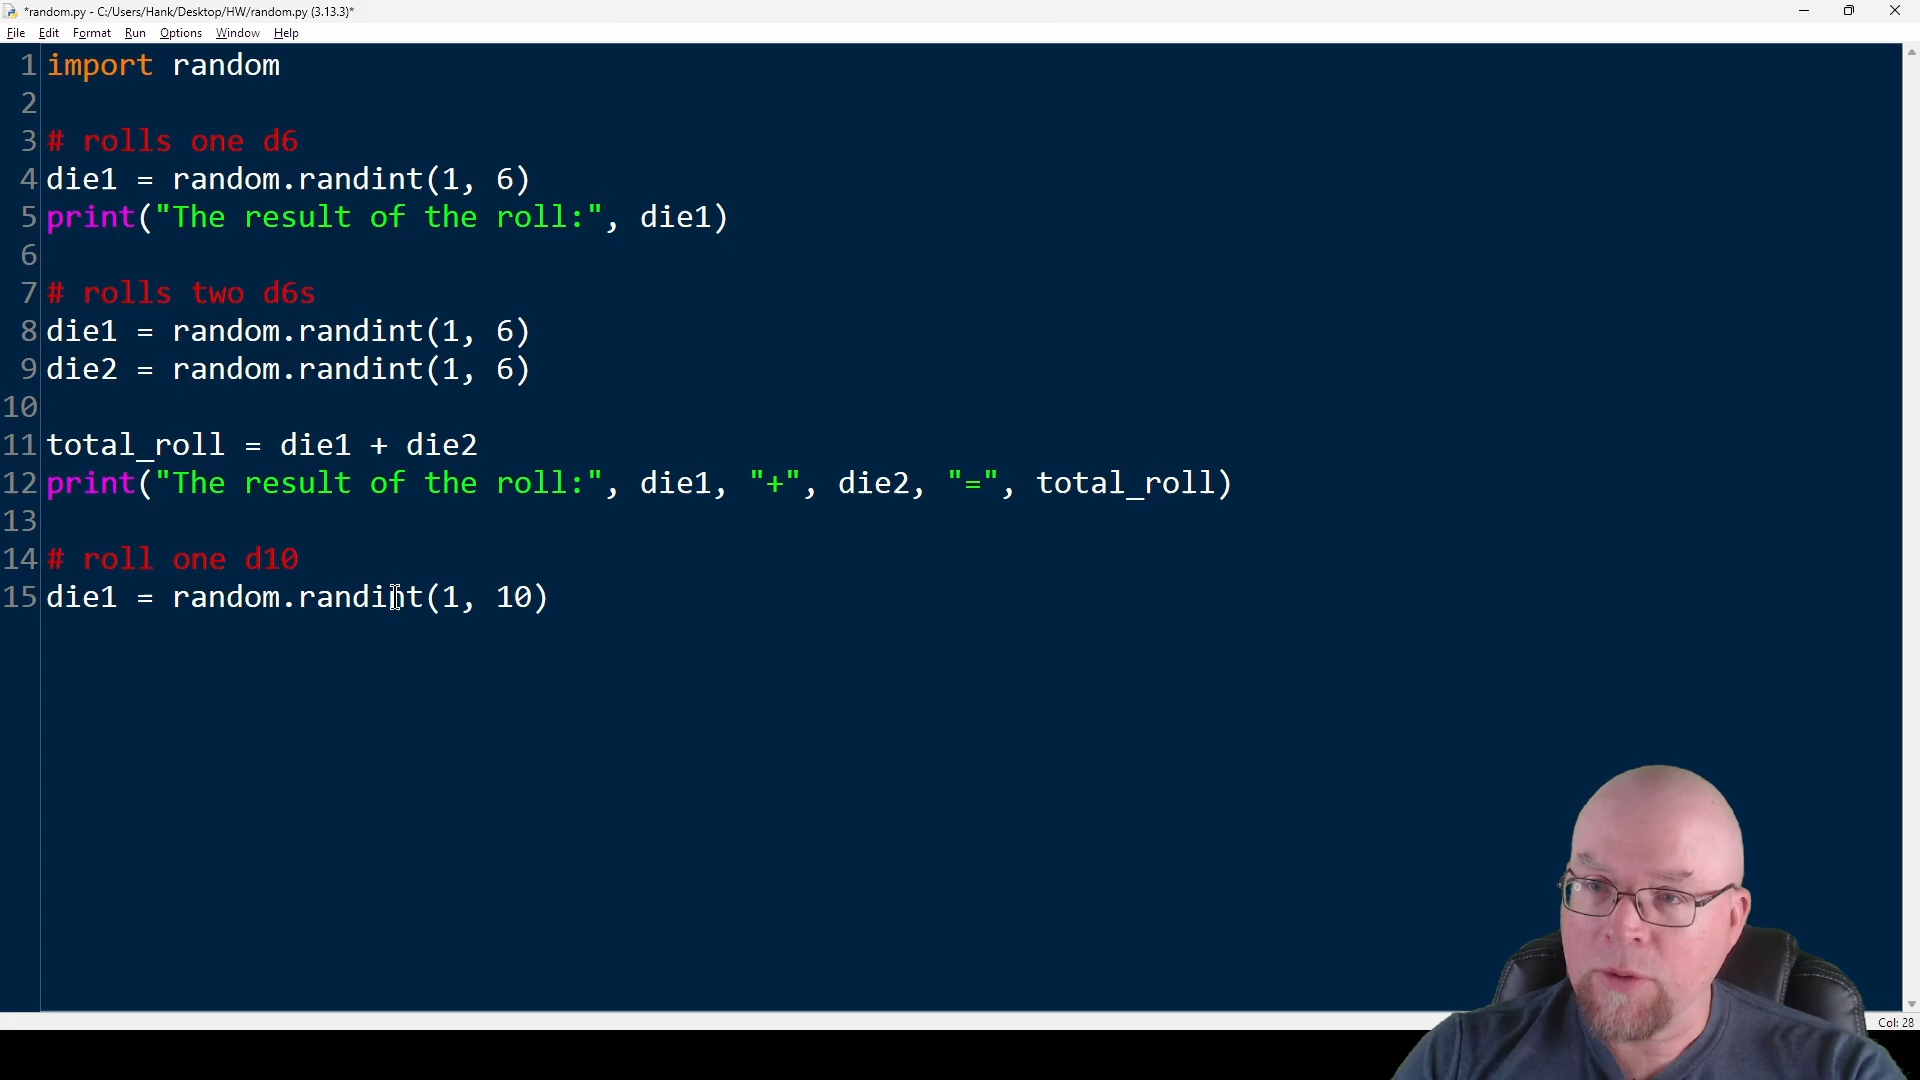 *random.py - C:/Users/Hank/Desktop/HW/random.py (3.13.3)*
File Edit Format Run Options Window Help
1 import random
2
3 # rolls one d6
4 die1 = random.randint(1, 6)
5 print("The result of the roll:", die1)
6
7 # rolls two d6s
8 die1 = random.randint(1, 6)
9 die2 = random.randint(1, 6)
10
11 total_roll = die1 + die2
12 print("The result of the roll:", die1, "+", die2, "=", total_roll)
13
14 # roll one d10
15 die1 = random.randint(1, 10)
Col: 28